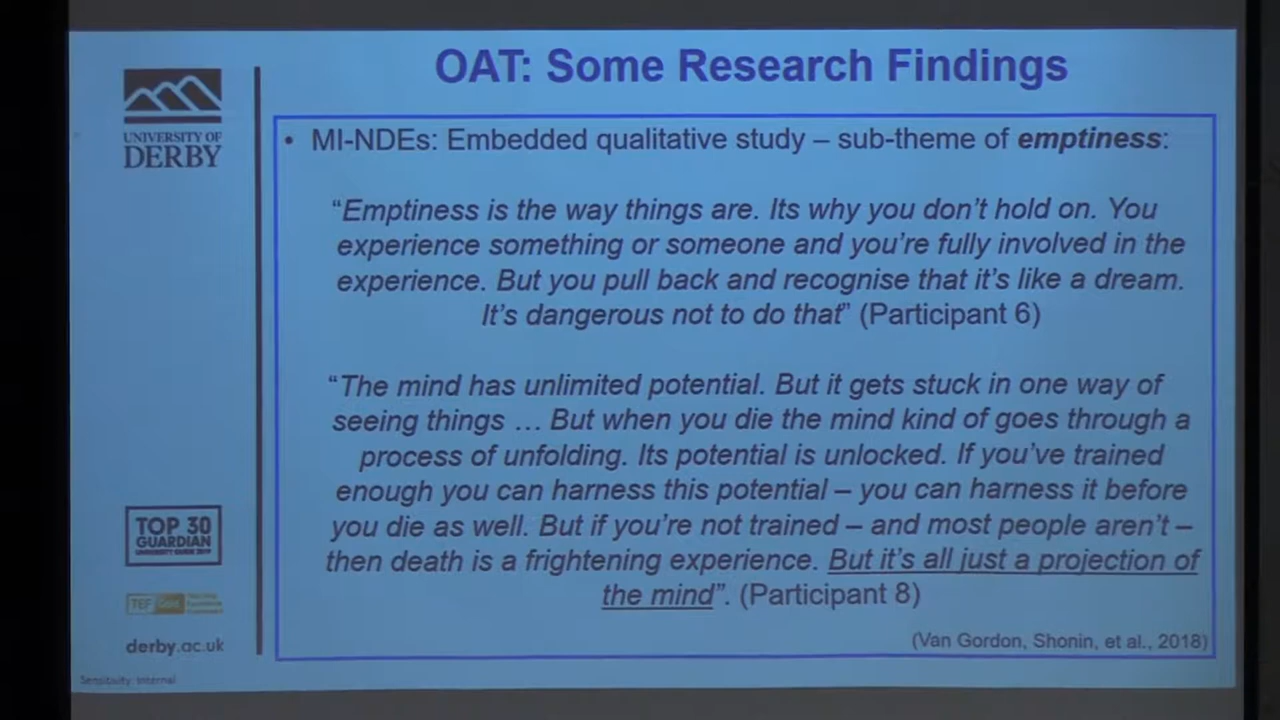 OAT: Some Research Findings
UNIVERSITY OF
DERBY
• MI-NDEs: Embedded qualitative study – sub-theme of emptiness:
“Emptiness is the way things are. Its why you don’t hold on. You
experience something or someone and you’re fully involved in the
experience. But you pull back and recognise that it’s like a dream.
It’s dangerous not to do that” (Participant 6)
“The mind has unlimited potential. But it gets stuck in one way of
seeing things … But when you die the mind kind of goes through a
process of unfolding. Its potential is unlocked. If you’ve trained
enough you can harness this potential – you can harness it before
you die as well. But if you’re not trained – and most people aren’t –
then death is a frightening experience. But it’s all just a projection of
the mind”. (Participant 8)
(Van Gordon, Shonin, et al., 2018)
TOP 30
GUARDIAN
UNIVERSITY GUIDE 2019
TEF Gold
derby.ac.uk
Sensitivity: Internal